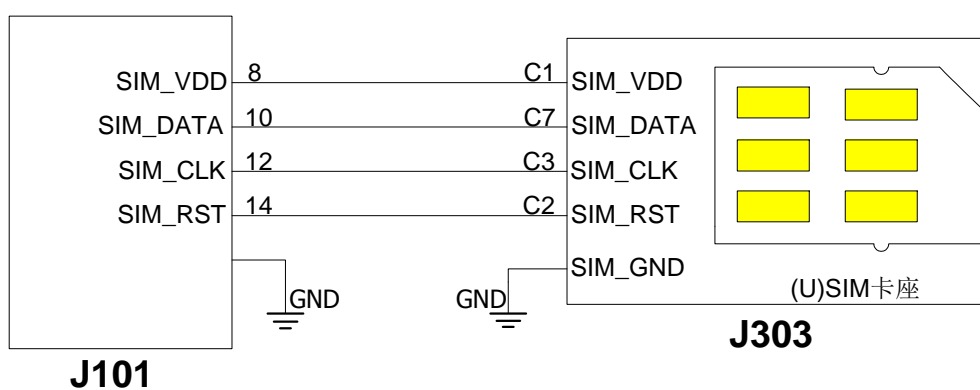 SIM_VDD 8 C1 SIM_VDD
SIM_DATA 10 C7 SIM_DATA
SIM_CLK 12 C3 SIM_CLK
SIM_RST 14 C2 SIM_RST
SIM_GND
GND GND
(U)SIM卡座
J303
J101